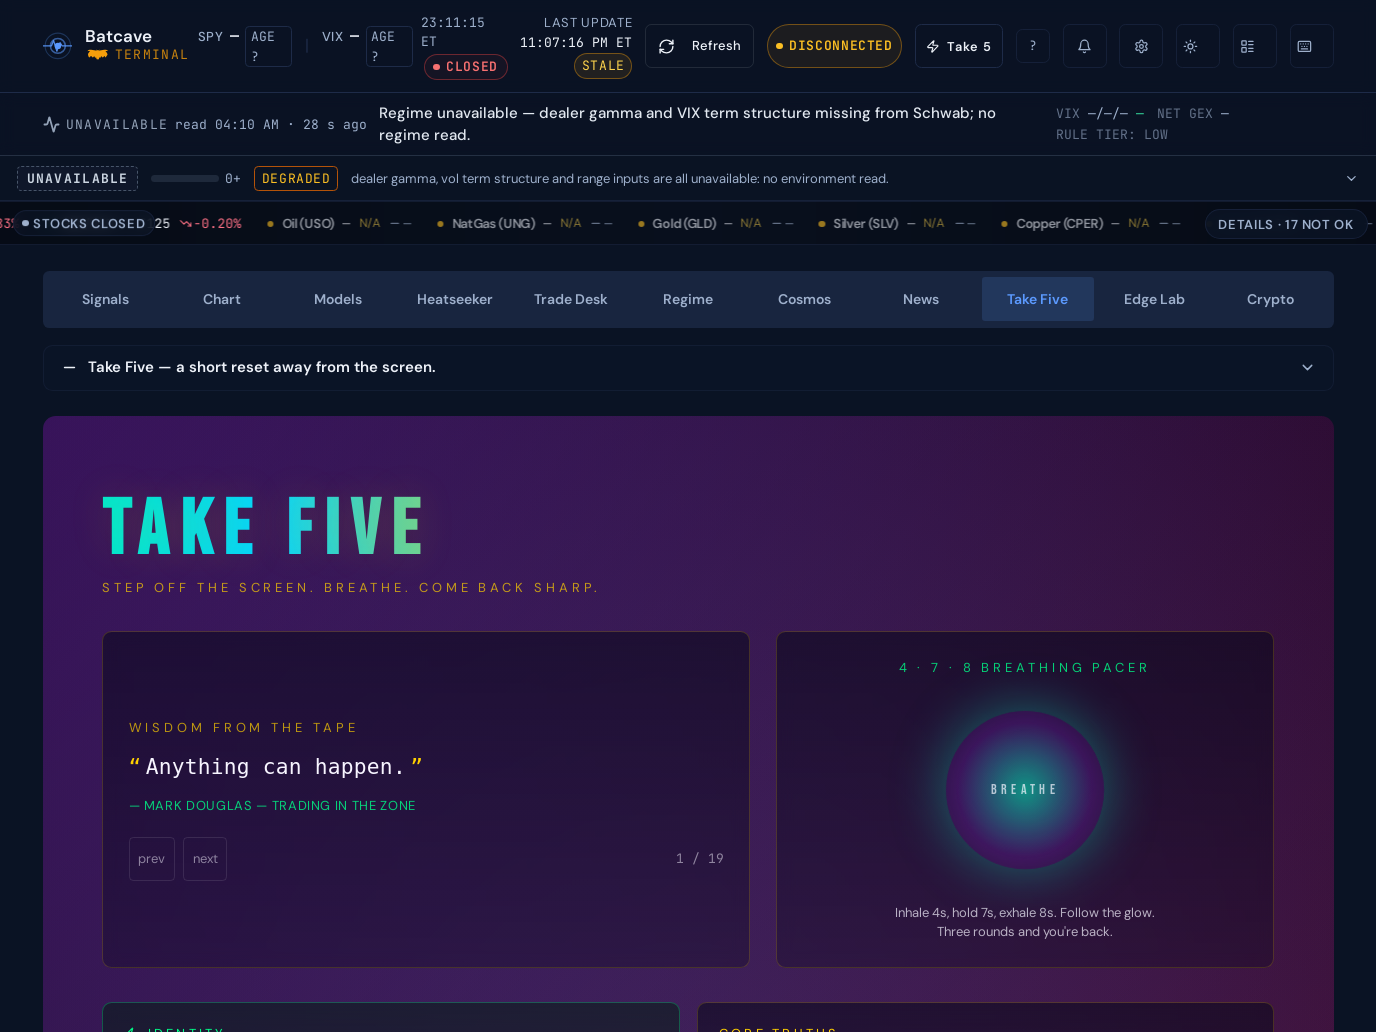 Batcave
TERMINAL
SPY — AGE ?
VIX — AGE ?
23:11:15 ET
CLOSED
LAST UPDATE
11:07:16 PM ET
STALE
Refresh
DISCONNECTED
Take 5
?
UNAVAILABLE read 04:10 AM · 28 s ago
Regime unavailable — dealer gamma and VIX term structure missing from Schwab; no
regime read.
VIX —/—/— — NET GEX —
RULE TIER: LOW
UNAVAILABLE 0+ DEGRADED dealer gamma, vol term structure and range inputs are all unavailable: no environment read.
STOCKS CLOSED 25 -0.20% Oil (USO) — N/A — — NatGas (UNG) — N/A — — Gold (GLD) — N/A — — Silver (SLV) — N/A — — Copper (CPER) — N/A — — DETAILS · 17 NOT OK
Signals Chart Models Heatseeker Trade Desk Regime Cosmos News Take Five Edge Lab Crypto
— Take Five — a short reset away from the screen.
TAKE FIVE
STEP OFF THE SCREEN. BREATHE. COME BACK SHARP.
WISDOM FROM THE TAPE
“Anything can happen.”
— MARK DOUGLAS — TRADING IN THE ZONE
prev next 1 / 19
4 · 7 · 8 BREATHING PACER
BREATHE
Inhale 4s, hold 7s, exhale 8s. Follow the glow.
Three rounds and you're back.
IDENTITY
CORE TRUTHS